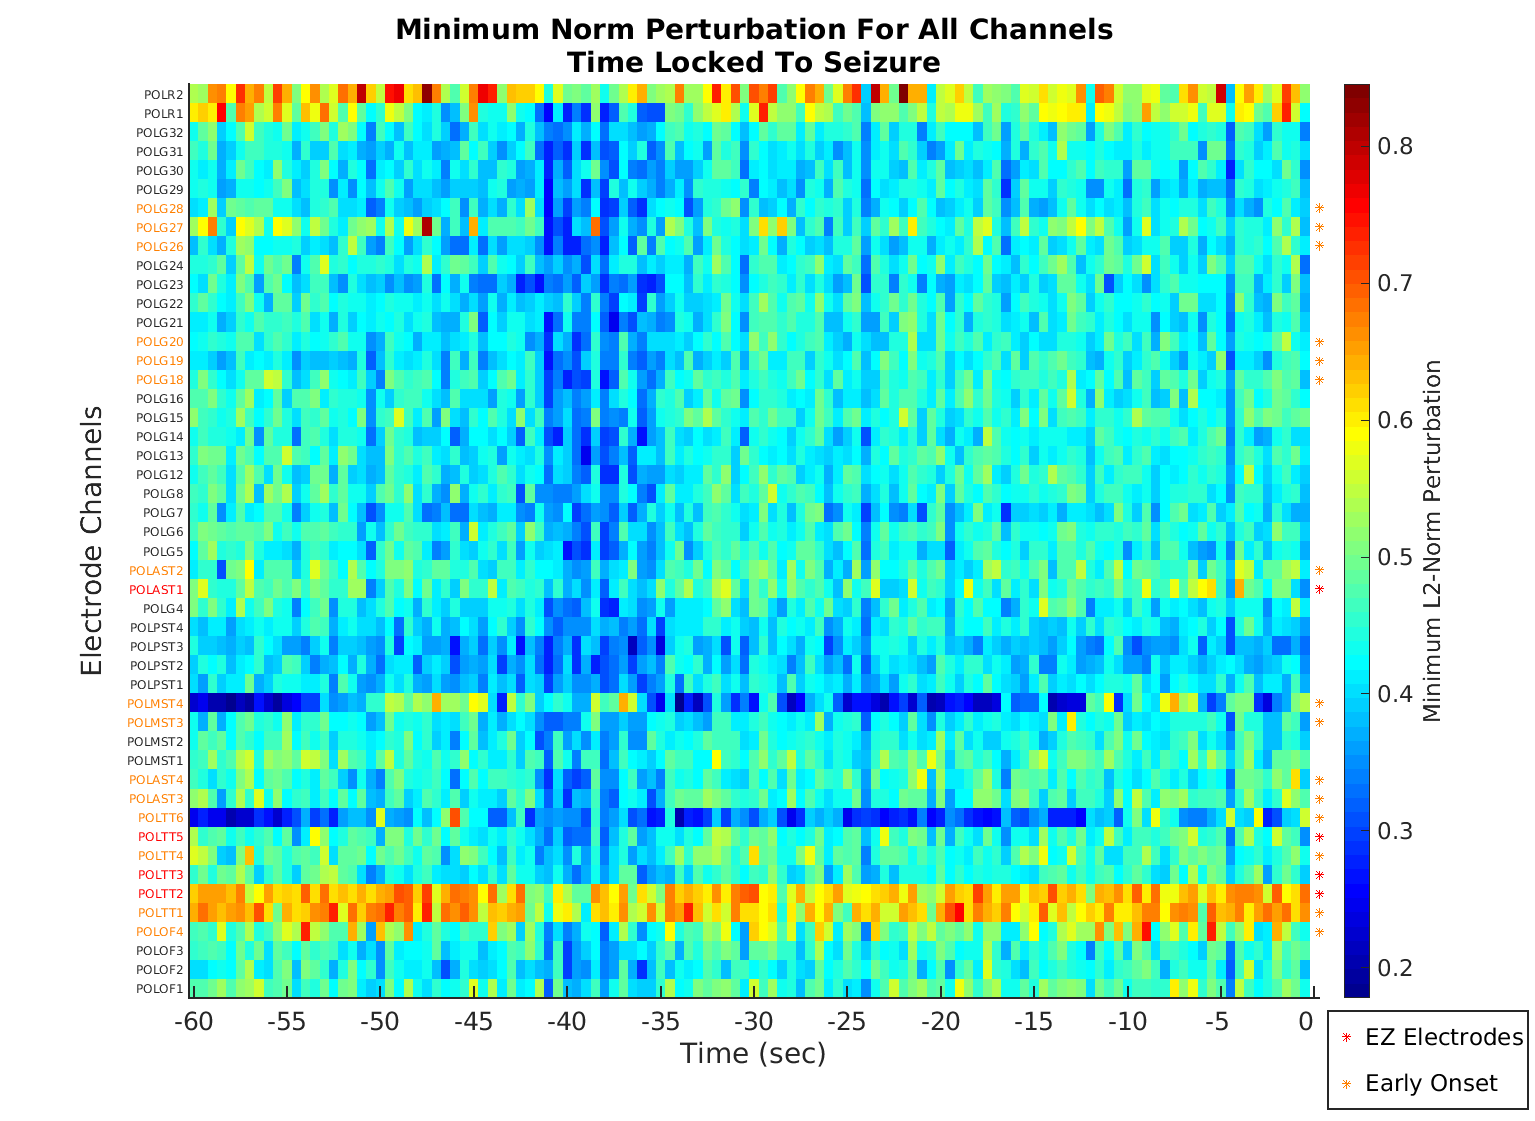 Minimum Norm Perturbation For All Channels
Time Locked To Seizure
Electrode Channels
POLR2
POLR1
POLG32
POLG31
POLG30
POLG29
POLG28
POLG27
POLG26
POLG24
POLG23
POLG22
POLG21
POLG20
POLG19
POLG18
POLG16
POLG15
POLG14
POLG13
POLG12
POLG8
POLG7
POLG6
POLG5
POLAST2
POLAST1
POLG4
POLPST4
POLPST3
POLPST2
POLPST1
POLMST4
POLMST3
POLMST2
POLMST1
POLAST4
POLAST3
POLTT6
POLTT5
POLTT4
POLTT3
POLTT2
POLTT1
POLOF4
POLOF3
POLOF2
POLOF1
-60 -55 -50 -45 -40 -35 -30 -25 -20 -15 -10 -5 0
Time (sec)
0.8
0.7
0.6
0.5
0.4
0.3
0.2
Minimum L2-Norm Perturbation
EZ Electrodes
Early Onset